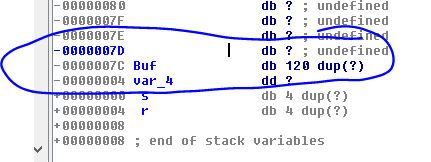 -00000080 db ? ; undefined
-0000007F db ? ; undefined
-0000007E db ? ; undefined
-0000007D db ? ; undefined
-0000007C Buf db 120 dup(?)
-00000004 var_4 dd ?
+00000000 s db 4 dup(?)
+00000004 r db 4 dup(?)
+00000008
+00000008 ; end of stack variables